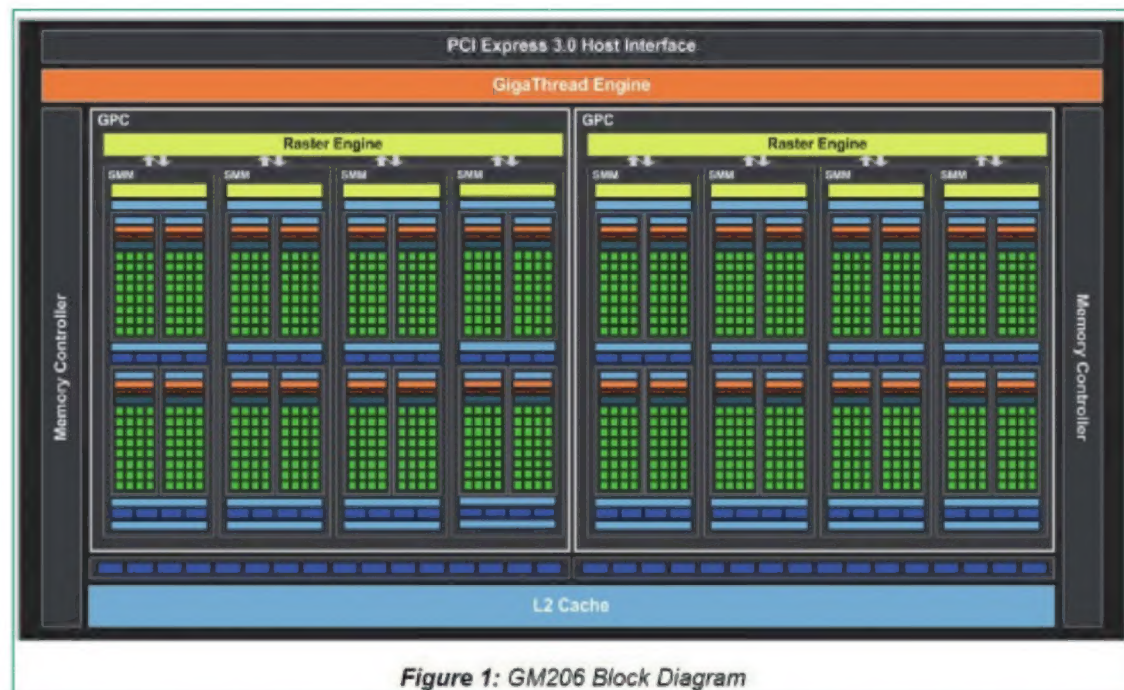 PCI Express 3.0 Host Interface
GigaThread Engine
GPC
GPC
Raster Engine
Raster Engine
SMM
SMM
SMM
SMM
SMM
SMM
SMM
SMM
Memory Controller
Memory Controller
L2 Cache
Figure 1: GM206 Block Diagram